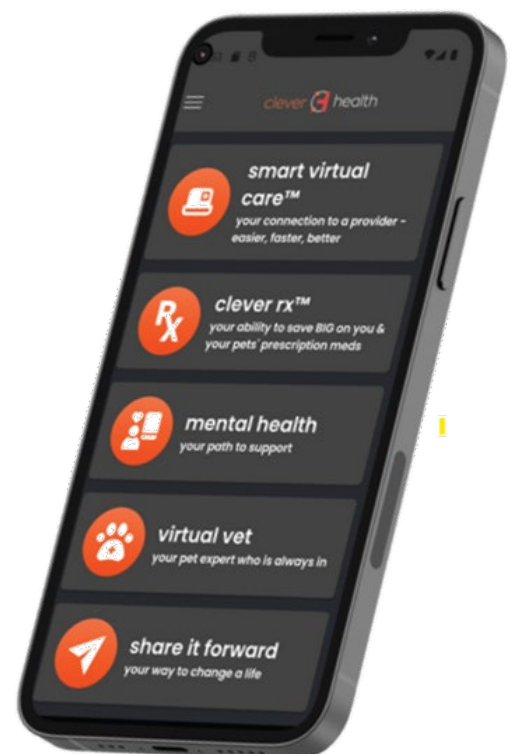 clever health
smart virtual
care™
your connection to a provider -
easier, faster, better
clever rx™
your ability to save BIG on you &
your pets' prescription meds
mental health
your path to support
virtual vet
your pet expert who is always in
share it forward
your way to change a life